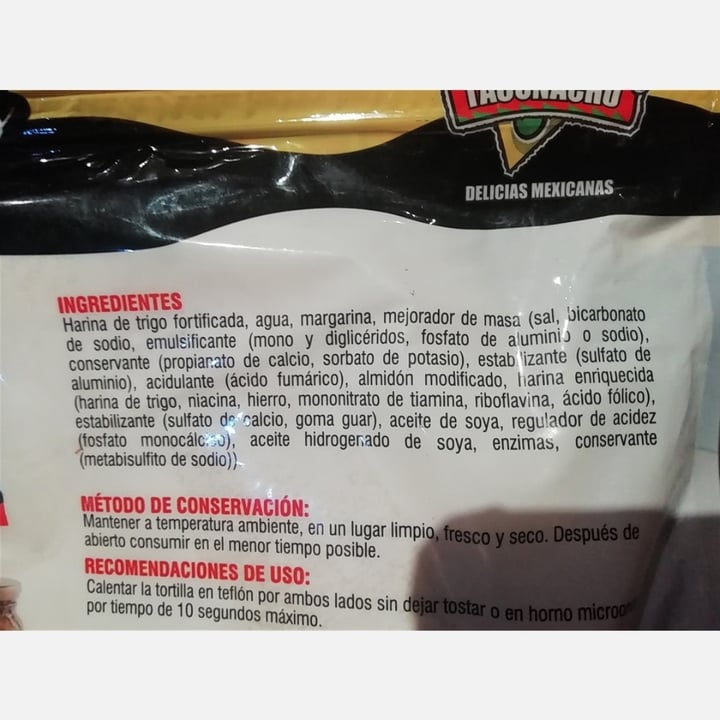 TACONACHO
DELICIAS MEXICANAS
INGREDIENTES
Harina de trigo fortificada, agua, margarina, mejorador de masa (sal, bicarbonato
de sodio, emulsificante (mono y diglicéridos, fosfato de aluminio o sodio),
conservante (propianato de calcio, sorbato de potasio), estabilizante (sulfato de
aluminio), acidulante (ácido fumárico), almidón modificado, harina enriquecida
(harina de trigo, niacina, hierro, mononitrato de tiamina, riboflavina, ácido fólico),
estabilizante (sulfato de calcio, goma guar), aceite de soya, regulador de acidez
(fosfato monocálcico), aceite hidrogenado de soya, enzimas, conservante
(metabisulfito de sodio))
MÉTODO DE CONSERVACIÓN:
Mantener a temperatura ambiente, en un lugar limpio, fresco y seco. Después de
abierto consumir en el menor tiempo posible.
RECOMENDACIONES DE USO:
Calentar la tortilla en teflón por ambos lados sin dejar tostar o en horno
por tiempo de 10 segundos máximo.